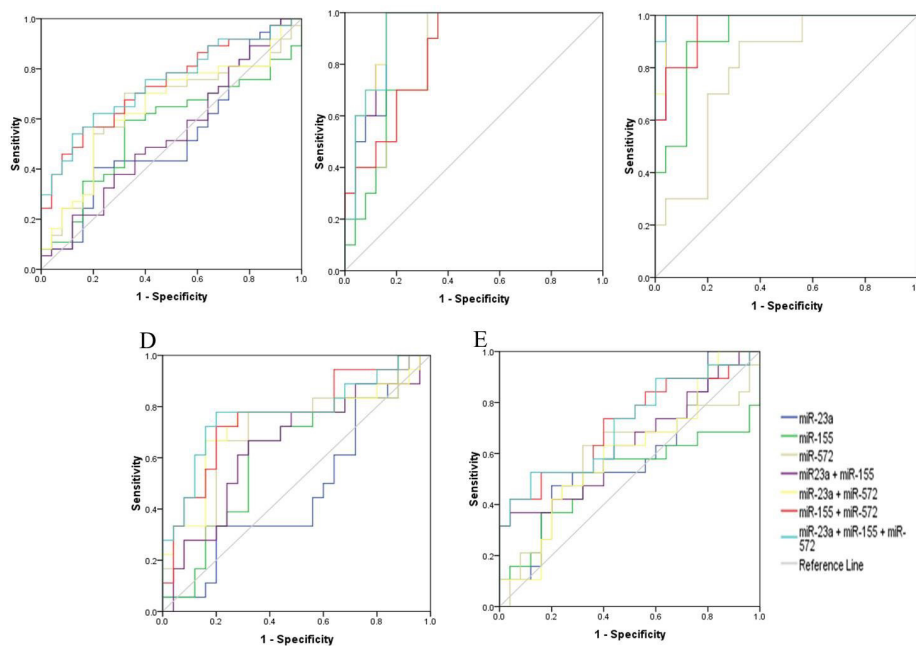 1.0
0.8
0.6
0.4
0.2
0.0
Sensitivity
0.0 0.2 0.4 0.6 0.8 1.0
1 - Specificity
1.0
0.8
0.6
0.4
0.2
0.0
Sensitivity
0.0 0.2 0.4 0.6 0.8 1.0
1 - Specificity
1.0
0.8
0.6
0.4
0.2
0.0
Sensitivity
0.0 0.2 0.4 0.6 0.8 1.0
1 - Specificity
D
1.0
0.8
0.6
0.4
0.2
0.0
Sensitivity
0.0 0.2 0.4 0.6 0.8 1.0
1 - Specificity
E
1.0
0.8
0.6
0.4
0.2
0.0
Sensitivity
0.0 0.2 0.4 0.6 0.8 1.0
1 - Specificity
miR-23a
miR-155
miR-572
miR23a + miR-155
miR-23a + miR-572
miR-155 + miR-572
miR-23a + miR-155 + miR-
572
Reference Line